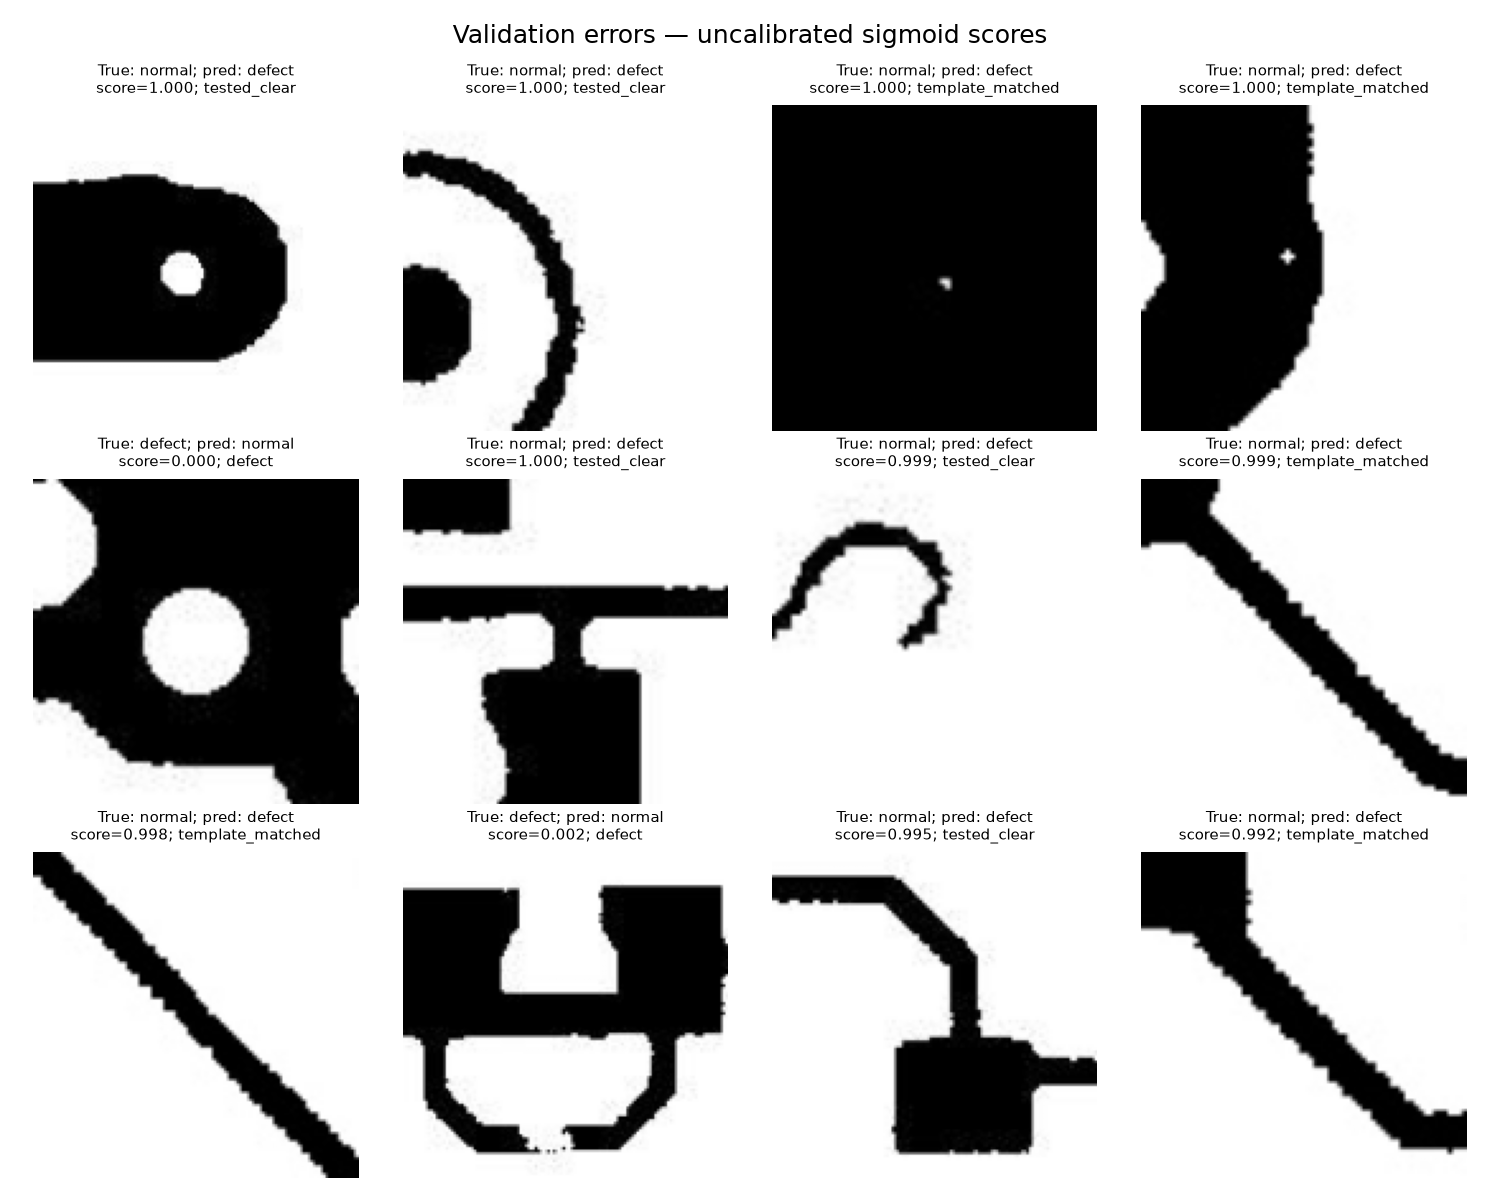 Validation errors — uncalibrated sigmoid scores
True: normal; pred: defect
score=1.000; tested_clear
True: normal; pred: defect
score=1.000; tested_clear
True: normal; pred: defect
score=1.000; template_matched
True: normal; pred: defect
score=1.000; template_matched
True: defect; pred: normal
score=0.000; defect
True: normal; pred: defect
score=1.000; tested_clear
True: normal; pred: defect
score=0.999; tested_clear
True: normal; pred: defect
score=0.999; template_matched
True: normal; pred: defect
score=0.998; template_matched
True: defect; pred: normal
score=0.002; defect
True: normal; pred: defect
score=0.995; tested_clear
True: normal; pred: defect
score=0.992; template_matched